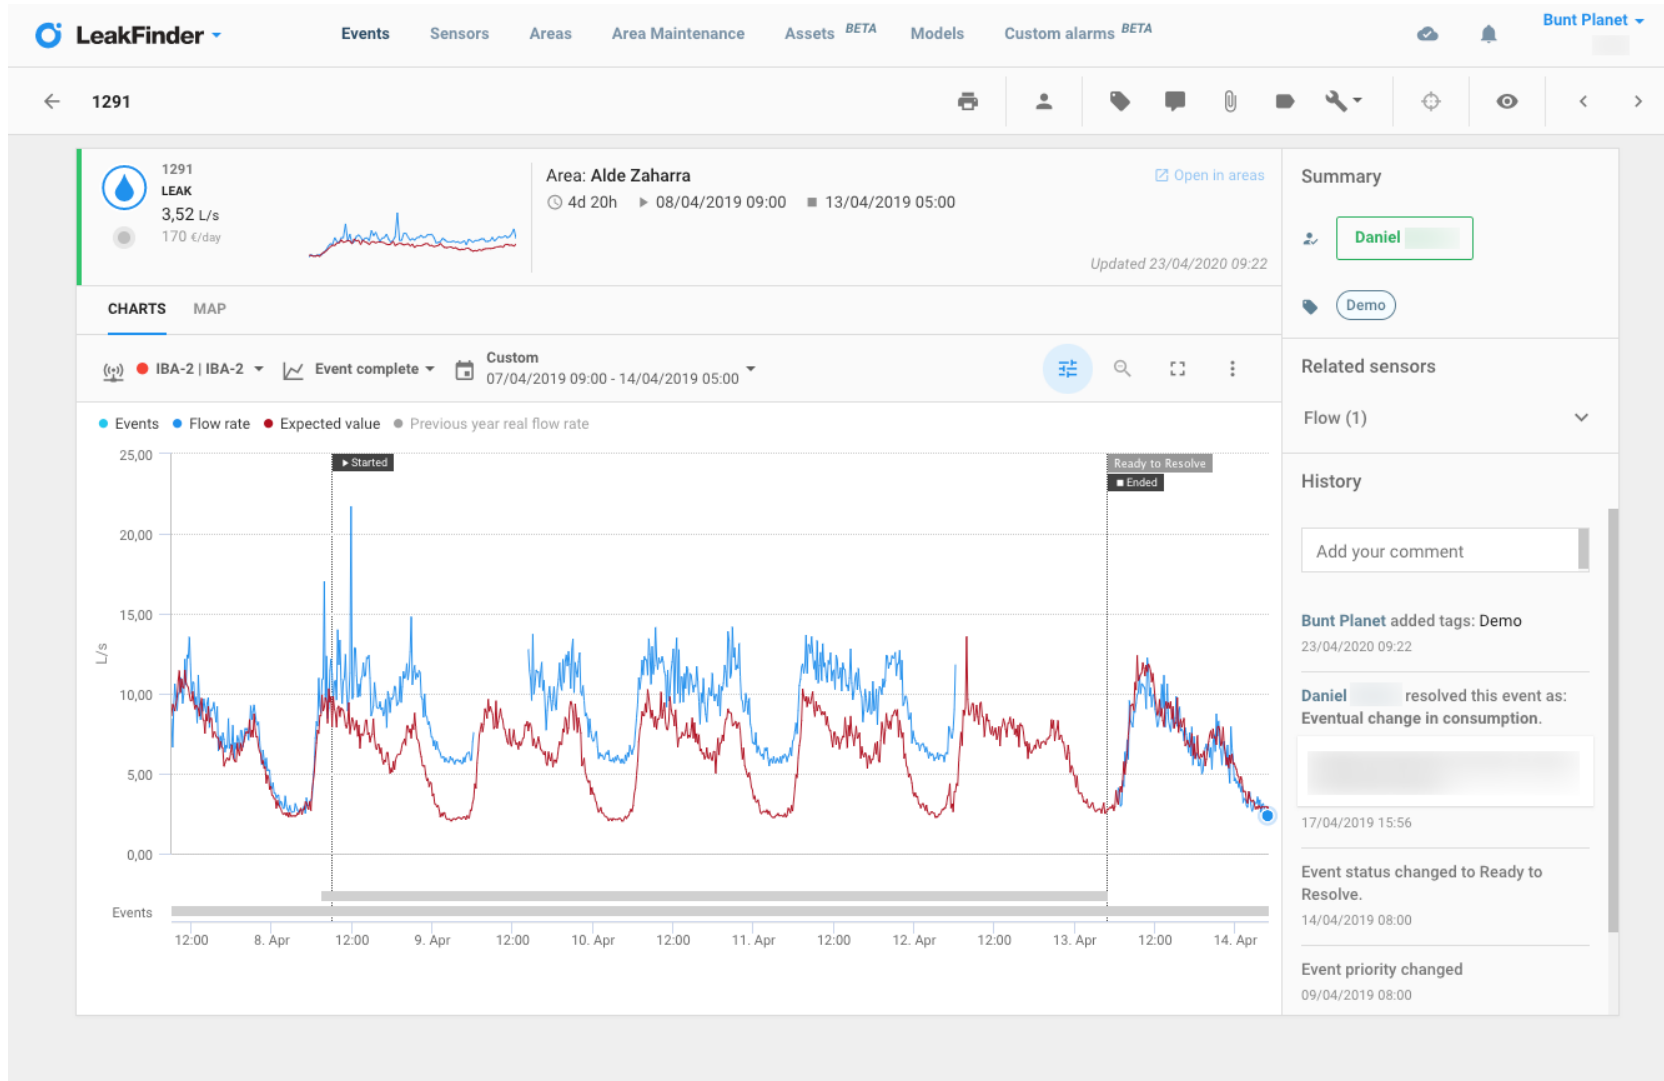 LeakFinder
Events
Sensors
Areas
Area Maintenance
Assets BETA
Models
Custom alarms BETA
Bunt Planet
1291
1291
LEAK
3,52 L/s
170 €/day
Area: Alde Zaharra
4d 20h
08/04/2019 09:00
13/04/2019 05:00
Open in areas
Updated 23/04/2020 09:22
CHARTS
MAP
IBA-2 | IBA-2
Event complete
Custom
07/04/2019 09:00 - 14/04/2019 05:00
Events
Flow rate
Expected value
Previous year real flow rate
25,00
20,00
15,00
10,00
5,00
0,00
L/s
Started
Ready to Resolve
Ended
Events
12:00
8. Apr
12:00
9. Apr
12:00
10. Apr
12:00
11. Apr
12:00
12. Apr
12:00
13. Apr
12:00
14. Apr
Summary
Daniel
Demo
Related sensors
Flow (1)
History
Add your comment
Bunt Planet added tags: Demo
23/04/2020 09:22
Daniel resolved this event as:
Eventual change in consumption.
17/04/2019 15:56
Event status changed to Ready to
Resolve.
14/04/2019 08:00
Event priority changed
09/04/2019 08:00